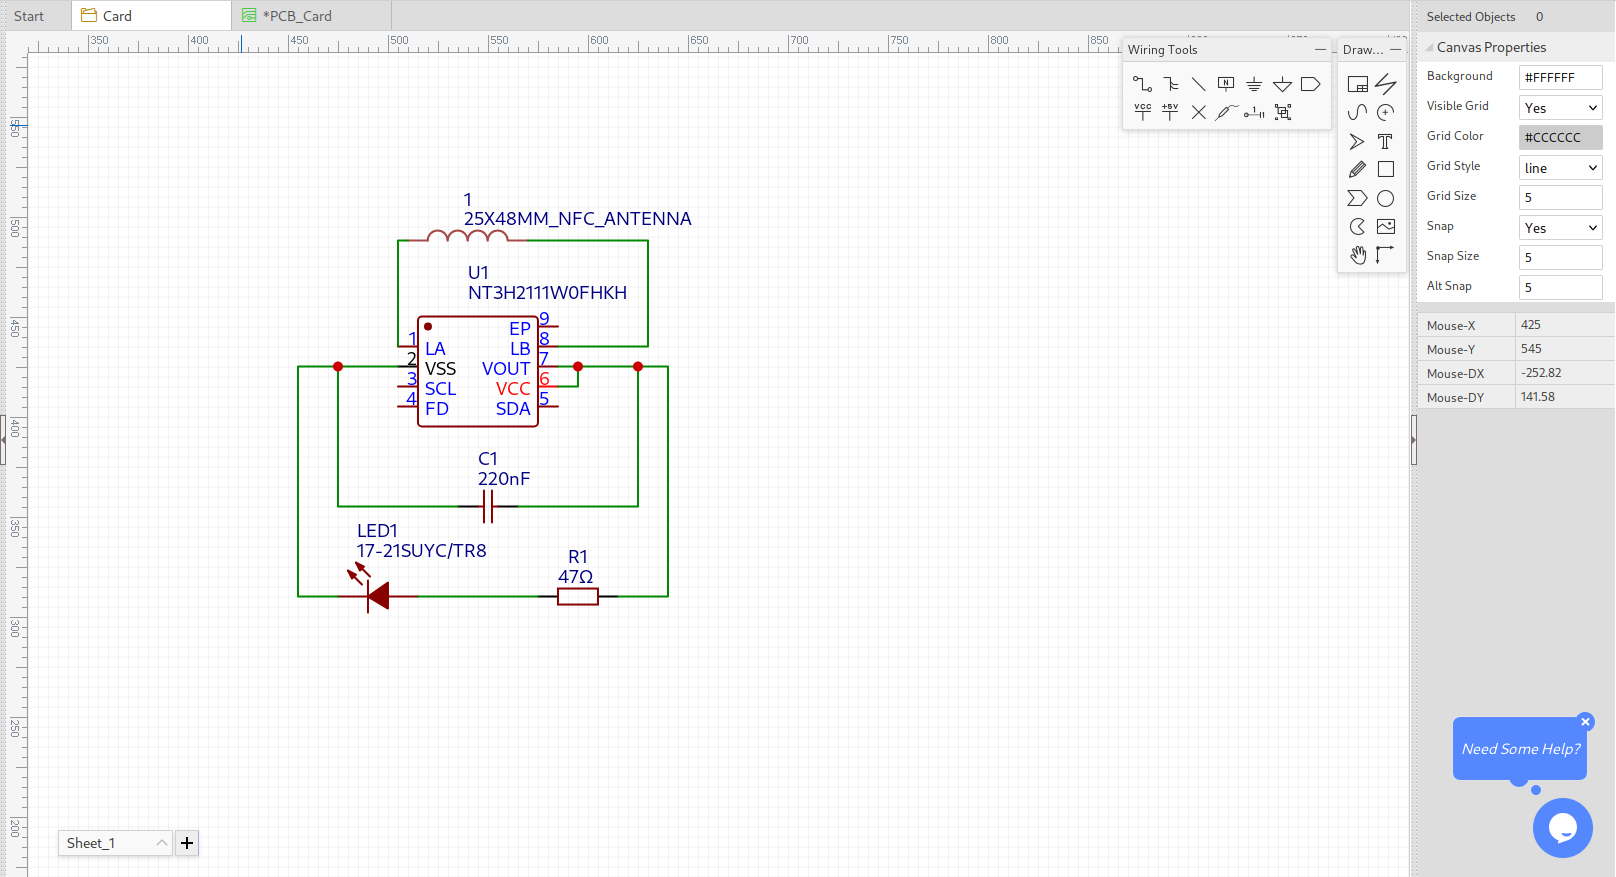 Start
Card
*PCB_Card
350
400
450
500
550
600
650
700
750
800
850
550
500
450
400
350
300
250
200
Wiring Tools
N
VCC
+5V
1
Draw...
T
1
25X48MM_NFC_ANTENNA
U1
NT3H2111W0FHKH
EP 9
1 8
LA LB
2 7
VSS VOUT
3 6
SCL VCC
4 5
FD SDA
C1
220nF
LED1
17-21SUYC/TR8
R1
47Ω
Sheet_1
Selected Objects 0
Canvas Properties
Background #FFFFFF
Visible Grid Yes
Grid Color #CCCCCC
Grid Style line
Grid Size 5
Snap Yes
Snap Size 5
Alt Snap 5
Mouse-X 425
Mouse-Y 545
Mouse-DX -252.82
Mouse-DY 141.58
Need Some Help?